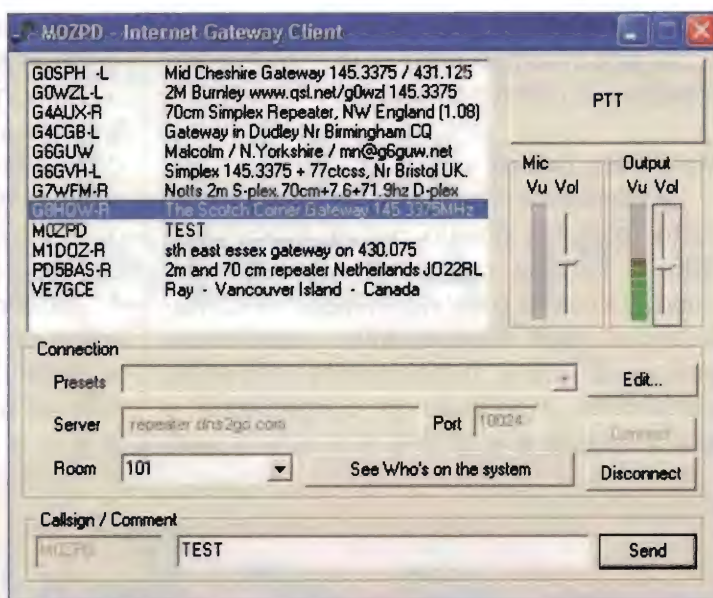 M0ZPD - Internet Gateway Client
G0SPH -L Mid Cheshire Gateway 145.3375 / 431.125
G0WZL-L 2M Burnley www.qsl.net/g0wzl 145.3375
G4AUX-R 70cm Simplex Repeater, NW England (1.08)
G4CGB-L Gateway in Dudley Nr Birmingham CQ
G6GUW Malcolm / N.Yorkshire / mn@g6guw.net
G6GVH-L Simplex 145.3375 + 77ctcss, Nr Bristol UK.
G7WFM-R Notts 2m S-plex.70cm+7.6+71.9hz D-plex
G8HOW-R The Scotch Corner Gateway 145.3375MHz
M0ZPD TEST
M1DOZ-R sth east essex gateway on 430.075
PD5BAS-R 2m and 70 cm repeater Netherlands JO22RL
VE7GCE Ray - Vancouver Island - Canada
PTT
Mic Output
Vu Vol Vu Vol
Connection
Presets Edit...
Server repeater.dns2go.com Port 10024 Connect
Room 101 See Who's on the system Disconnect
Callsign / Comment
M0ZPD TEST Send